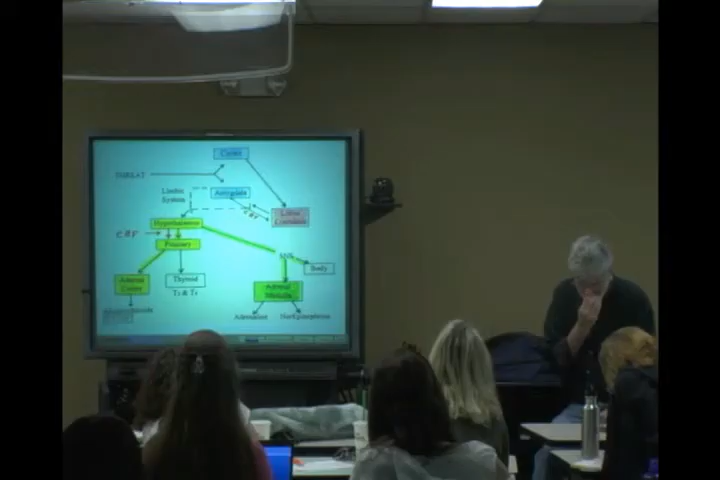 Cortex
THREAT
Limbic
System
Amygdala
CRF
Locus
Coeruleus
Hypothalamus
CRF
Pituitary
SNS
Body
Adrenal
Cortex
Thyroid
T3 & T4
Adrenal
Medulla
Adrenaline
Norepinephrine